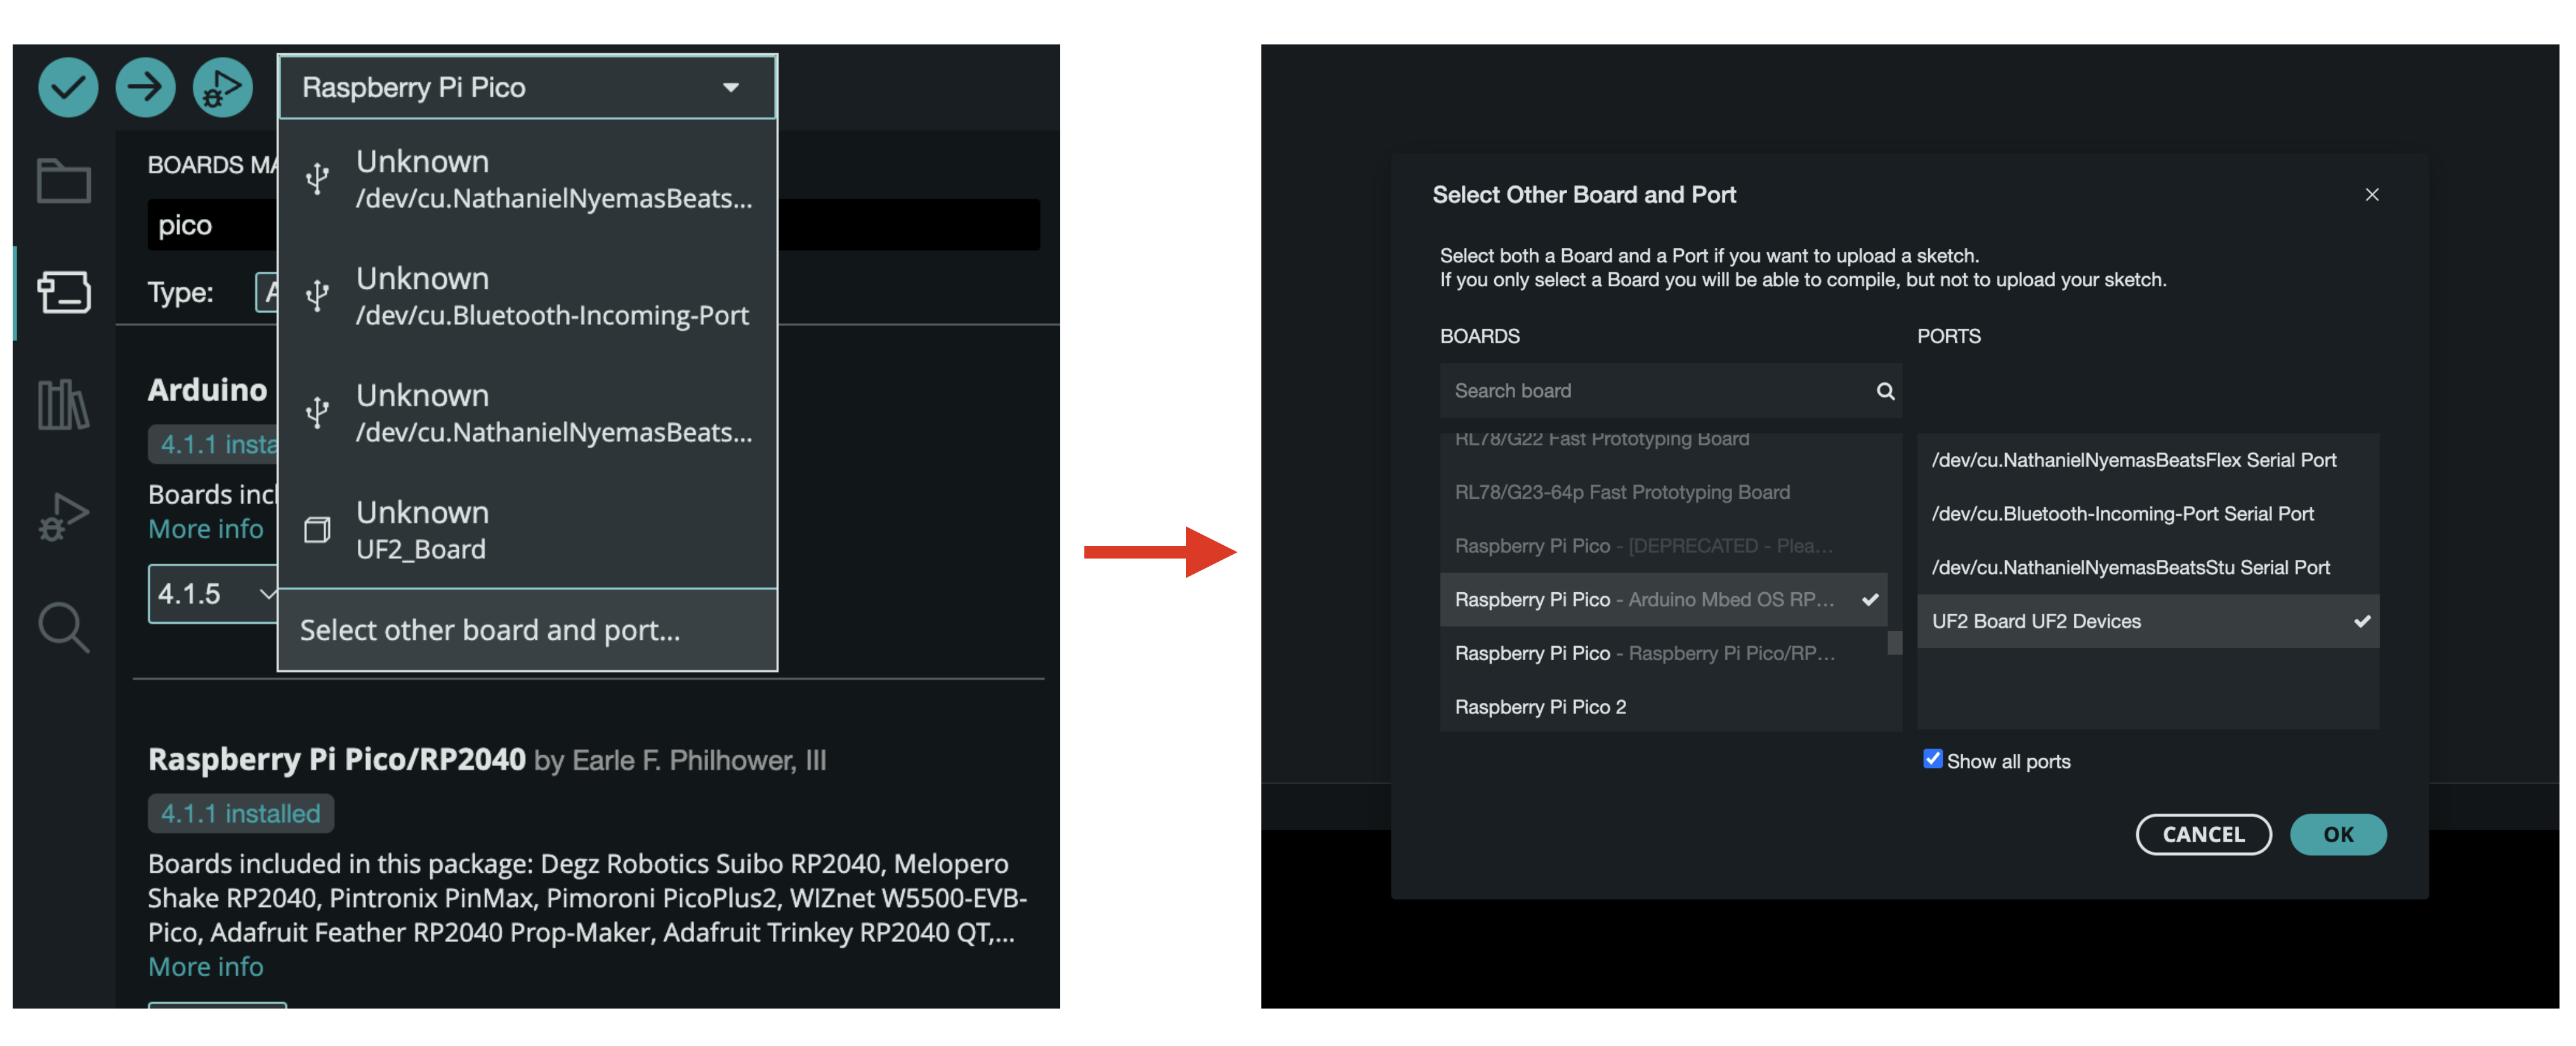 Raspberry Pi Pico
Unknown
/dev/cu.NathanielNyemasBeats...
Unknown
/dev/cu.Bluetooth-Incoming-Port
Unknown
/dev/cu.NathanielNyemasBeats...
Unknown
UF2_Board
Select other board and port...
BOARDS MA
pico
Type:
A
Arduino
4.1.1 insta
Boards incl
More info
4.1.5
Raspberry Pi Pico/RP2040 by Earle F. Philhower, III
4.1.1 installed
Boards included in this package: Degz Robotics Suibo RP2040, Melopero
Shake RP2040, Pintronix PinMax, Pimoroni PicoPlus2, WIZnet W5500-EVB-
Pico, Adafruit Feather RP2040 Prop-Maker, Adafruit Trinkey RP2040 QT,...
More info
Select Other Board and Port
Select both a Board and a Port if you want to upload a sketch.
If you only select a Board you will be able to compile, but not to upload your sketch.
BOARDS
Search board
RL78/G22 Fast Prototyping Board
RL78/G23-64p Fast Prototyping Board
Raspberry Pi Pico - [DEPRECATED - Plea...
Raspberry Pi Pico - Arduino Mbed OS RP...
Raspberry Pi Pico - Raspberry Pi Pico/RP...
Raspberry Pi Pico 2
PORTS
/dev/cu.NathanielNyemasBeatsFlex Serial Port
/dev/cu.Bluetooth-Incoming-Port Serial Port
/dev/cu.NathanielNyemasBeatsStu Serial Port
UF2 Board UF2 Devices
Show all ports
CANCEL
OK